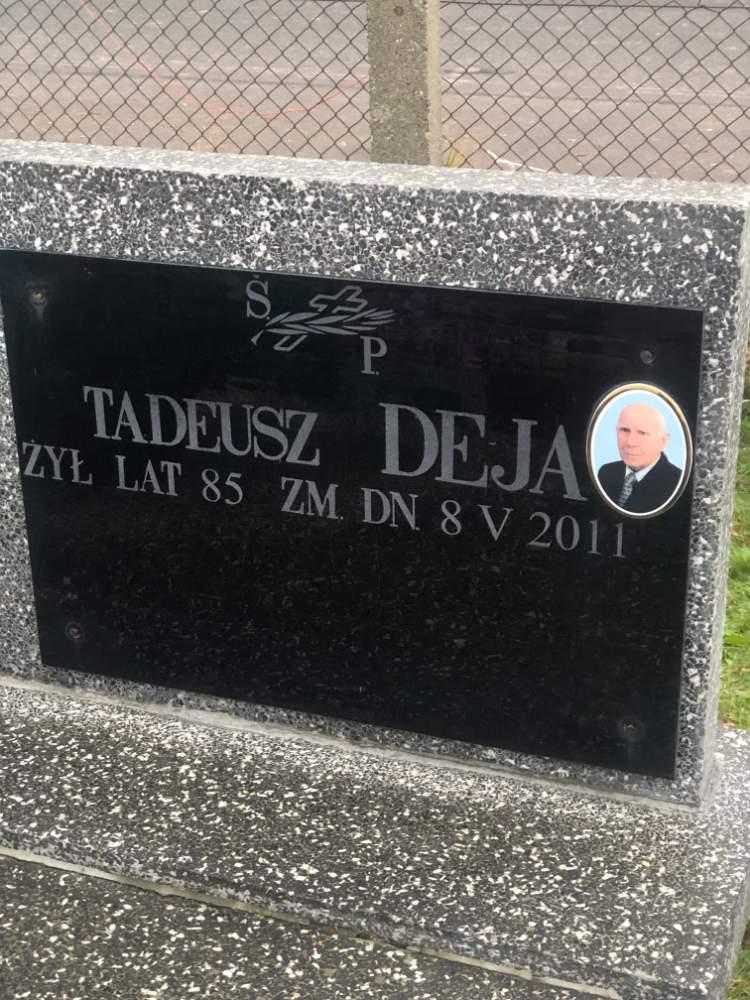 Ś. P.
TADEUSZ DEJA
ŻYŁ LAT 85 ZM. DN. 8 V 2011